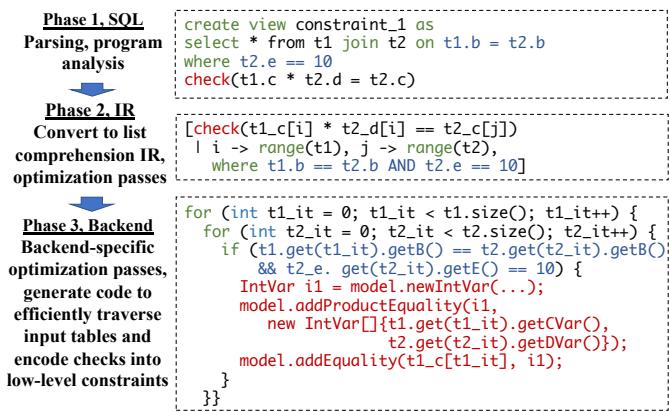 Phase 1, SQL
Parsing, program
analysis
create view constraint_1 as
select * from t1 join t2 on t1.b = t2.b
where t2.e == 10
check(t1.c * t2.d = t2.c)
Phase 2, IR
Convert to list
comprehension IR,
optimization passes
[check(t1_c[i] * t2_d[i] == t2_c[j])
| i -> range(t1), j -> range(t2),
where t1.b == t2.b AND t2.e == 10]
Phase 3, Backend
Backend-specific
optimization passes,
generate code to
efficiently traverse
input tables and
encode checks into
low-level constraints
for (int t1_it = 0; t1_it < t1.size(); t1_it++) {
for (int t2_it = 0; t2_it < t2.size(); t2_it++) {
if (t1.get(t1_it).getB() == t2.get(t2_it).getB()
&& t2_e. get(t2_it).getE() == 10) {
IntVar i1 = model.newIntVar(...);
model.addProductEquality(i1,
new IntVar[]{t1.get(t1_it).getCVar(),
t2.get(t2_it).getDVar()});
model.addEquality(t1_c[t1_it], i1);
}
}}